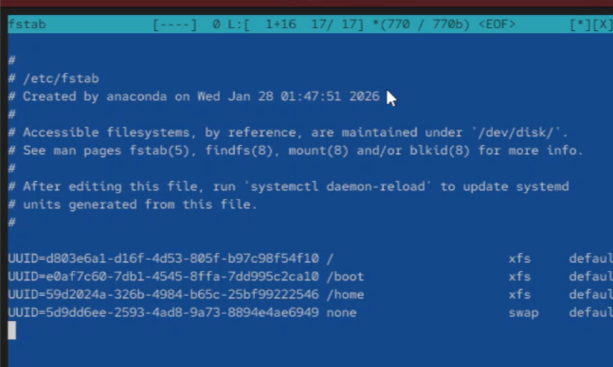 fstab [----] 0 L:[ 1+16 17/ 17] *(770 / 770b) <EOF> [*][X]
#
# /etc/fstab
# Created by anaconda on Wed Jan 28 01:47:51 2026
#
# Accessible filesystems, by reference, are maintained under '/dev/disk/'.
# See man pages fstab(5), findfs(8), mount(8) and/or blkid(8) for more info.
#
# After editing this file, run 'systemctl daemon-reload' to update systemd
# units generated from this file.
#
UUID=d803e6a1-d16f-4d53-805f-b97c98f54f10 / xfs defaul
UUID=e0af7c60-7db1-4545-8ffa-7dd995c2ca10 /boot xfs defaul
UUID=59d2024a-326b-4984-b65c-25bf99222546 /home xfs defaul
UUID=5d9dd6ee-2593-4ad8-9a73-8894e4ae6949 none swap defaul